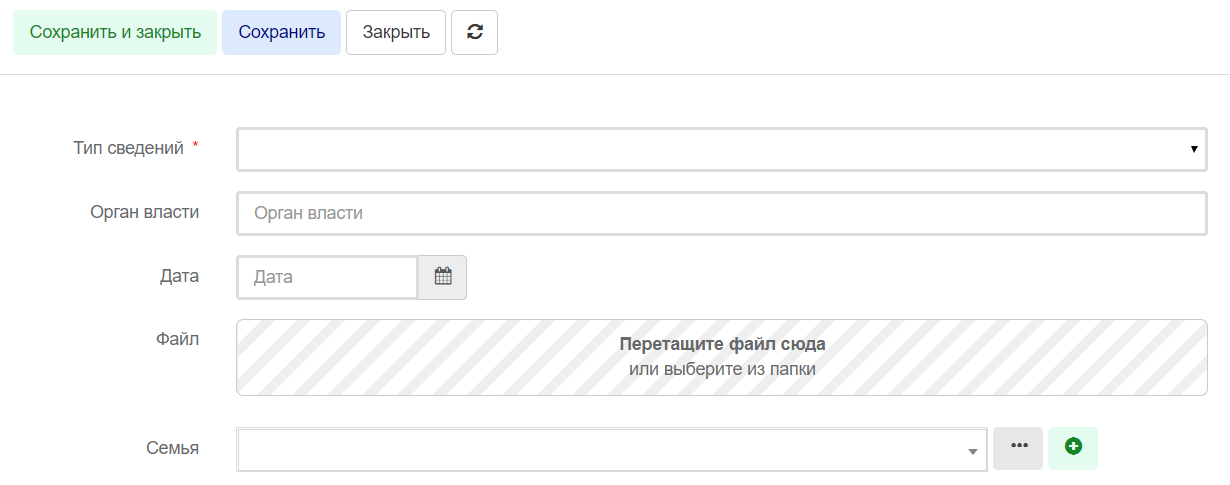 Сохранить и закрыть Сохранить Закрыть
Тип сведений *
Орган власти Орган власти
Дата Дата
Файл Перетащите файл сюда
или выберите из папки
Семья